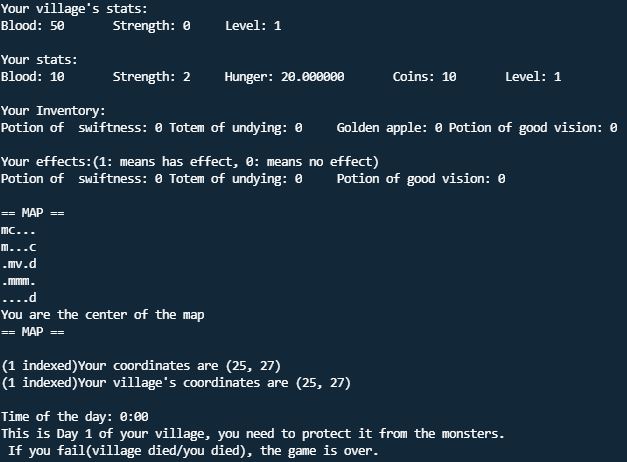 Your village's stats:
Blood: 50 Strength: 0 Level: 1
Your stats:
Blood: 10 Strength: 2 Hunger: 20.000000 Coins: 10 Level: 1
Your Inventory:
Potion of  swiftness: 0 Totem of undying: 0 Golden apple: 0 Potion of good vision: 0
Your effects:(1: means has effect, 0: means no effect)
Potion of  swiftness: 0 Totem of undying: 0 Potion of good vision: 0
== MAP ==
mc...
m...c
.mv.d
.mmm.
....d
You are the center of the map
== MAP ==
(1 indexed)Your coordinates are (25, 27)
(1 indexed)Your village's coordinates are (25, 27)
Time of the day: 0:00
This is Day 1 of your village, you need to protect it from the monsters.
 If you fail(village died/you died), the game is over.